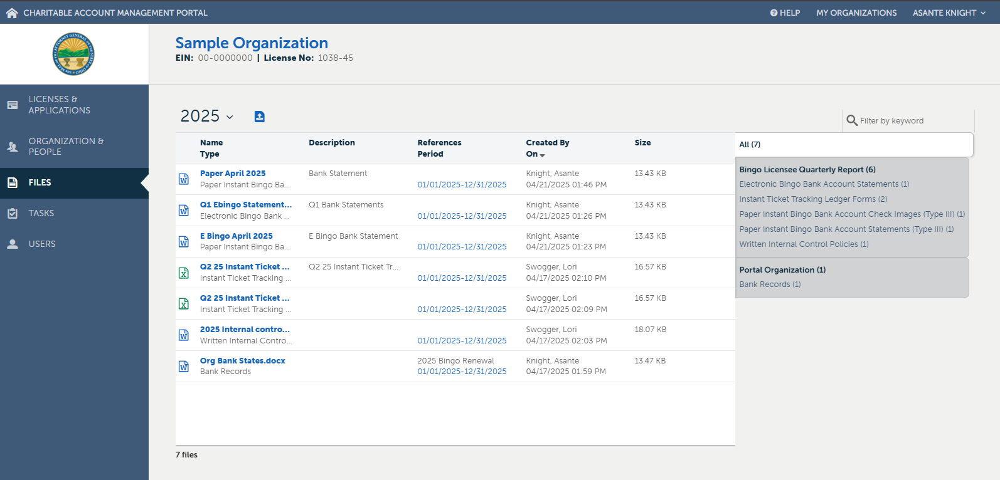 CHARITABLE ACCOUNT MANAGEMENT PORTAL
HELP MY ORGANIZATIONS ASANTE KNIGHT
Sample Organization
EIN: 00-0000000 | License No: 1038-45
LICENSES &
APPLICATIONS
ORGANIZATION &
PEOPLE
FILES
TASKS
USERS
2025
Filter by keyword
Name Description References Created By Size
Type Period On
Paper April 2025 Bank Statement Knight, Asante 13.43 KB
Paper Instant Bingo Ba... 01/01/2025-12/31/2025 04/21/2025 01:46 PM
Q1 Ebingo Statement... Q1 Bank Statements Knight, Asante 13.43 KB
Electronic Bingo Bank ... 01/01/2025-12/31/2025 04/21/2025 01:26 PM
E Bingo April 2025 E Bingo Bank Statement Knight, Asante 13.43 KB
Paper Instant Bingo Ba... 01/01/2025-12/31/2025 04/21/2025 01:23 PM
Q2 25 Instant Ticket ... Q2 25 Instant Ticket Tr... Swogger, Lori 16.57 KB
Instant Ticket Tracking ... 01/01/2025-12/31/2025 04/17/2025 02:10 PM
Q2 25 Instant Ticket ... Swogger, Lori 16.57 KB
Instant Ticket Tracking ... 01/01/2025-12/31/2025 04/17/2025 02:09 PM
2025 Internal contro... Swogger, Lori 18.07 KB
Written Internal Contro... 01/01/2025-12/31/2025 04/17/2025 02:03 PM
Org Bank States.docx 2025 Bingo Renewal Knight, Asante 13.47 KB
Bank Records 01/01/2025-12/31/2025 04/17/2025 01:59 PM
7 files
All (7)
Bingo Licensee Quarterly Report (6)
Electronic Bingo Bank Account Statements (1)
Instant Ticket Tracking Ledger Forms (2)
Paper Instant Bingo Bank Account Check Images (Type III) (1)
Paper Instant Bingo Bank Account Statements (Type III) (1)
Written Internal Control Policies (1)
Portal Organization (1)
Bank Records (1)